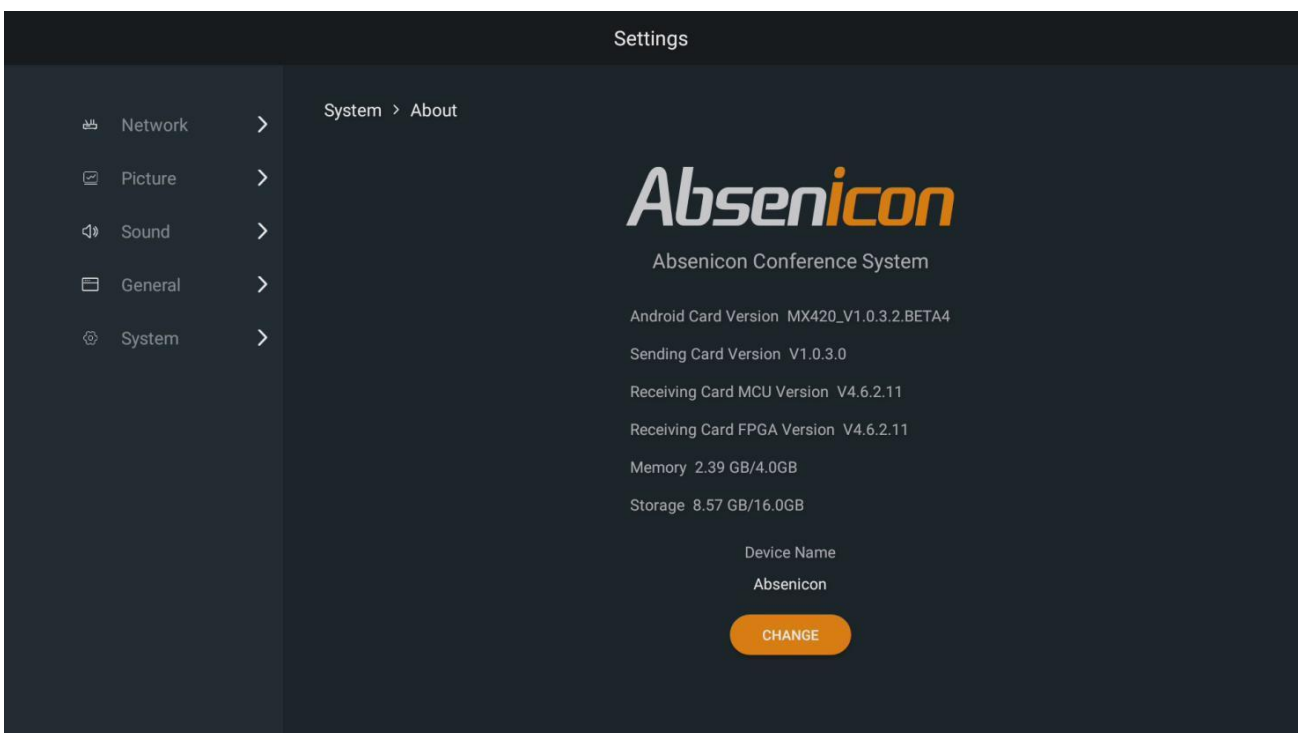 Settings
Network
Picture
Sound
General
System
System > About
Absenicon
Absenicon Conference System
Android Card Version MX420_V1.0.3.2.BETA4
Sending Card Version V1.0.3.0
Receiving Card MCU Version V4.6.2.11
Receiving Card FPGA Version V4.6.2.11
Memory 2.39 GB/4.0GB
Storage 8.57 GB/16.0GB
Device Name
Absenicon
CHANGE